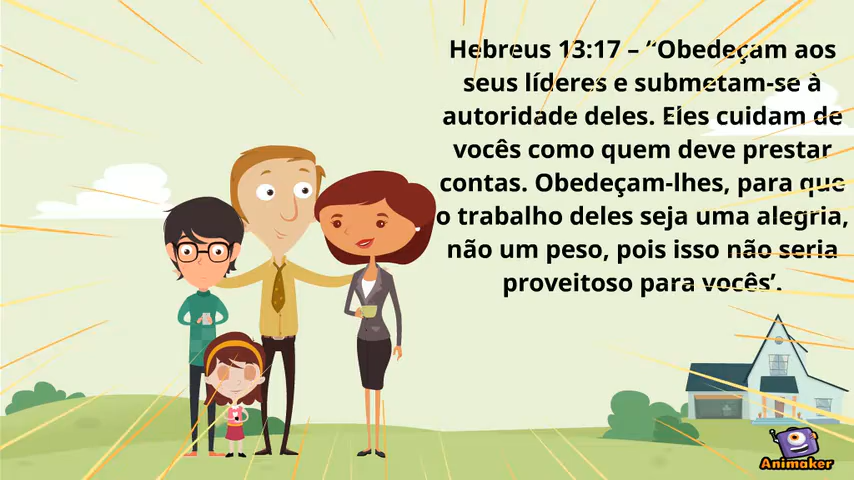 Hebreus 13:17 – “Obedeçam aos
seus líderes e submetam-se à
autoridade deles. Eles cuidam de
vocês como quem deve prestar
contas. Obedeçam-lhes, para que
o trabalho deles seja uma alegria,
não um peso, pois isso não seria
proveitoso para vocês’.
Animaker